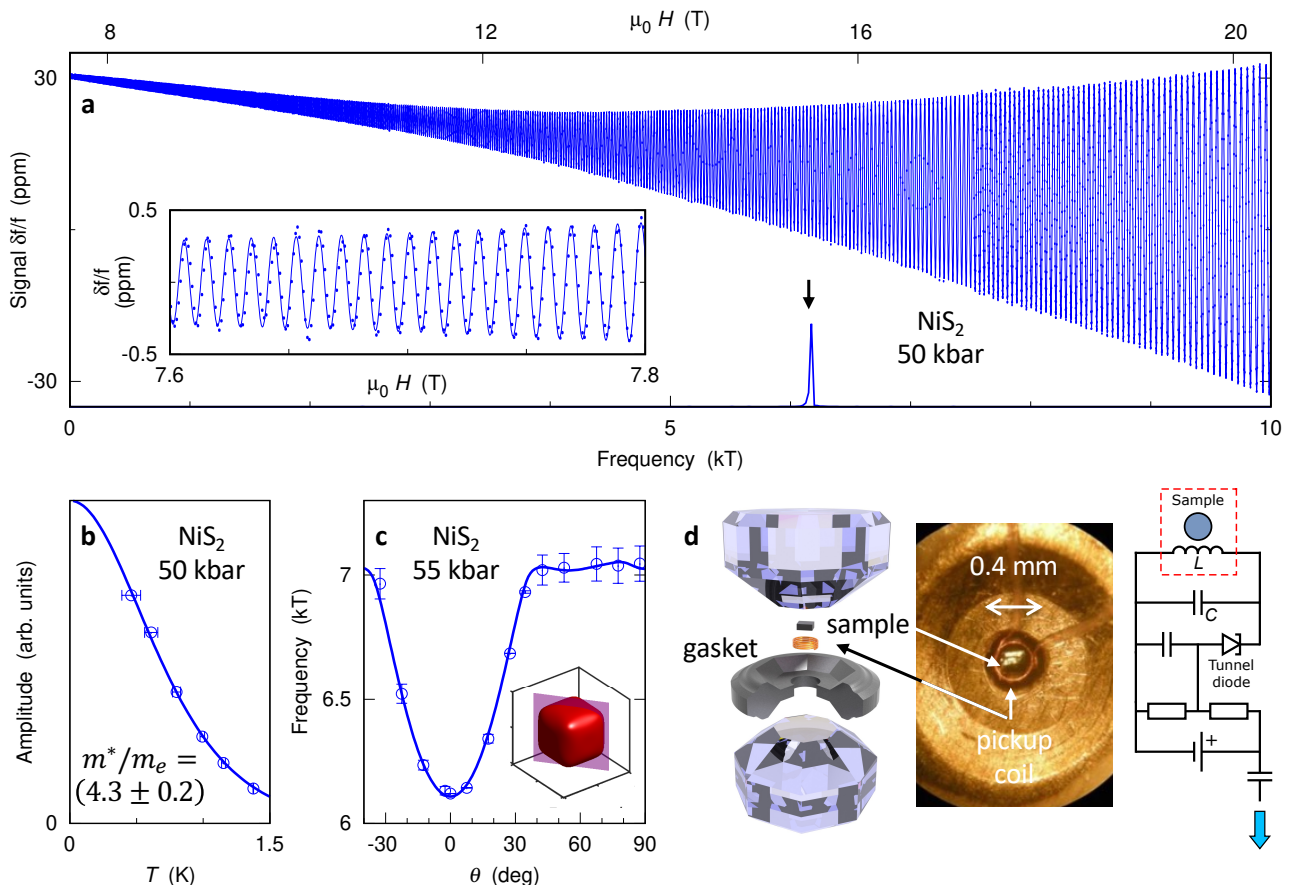 μ₀ H (T)
8 12 16 20
30
a
Signal δf/f (ppm)
0.5
δf/f
(ppm)
-0.5
7.6 7.8
μ₀ H (T)
NiS₂
50 kbar
-30
0 5 10
Frequency (kT)
b
NiS₂
50 kbar
Amplitude (arb. units)
m*/mₑ =
(4.3 ± 0.2)
0
0 1.5
T (K)
c
NiS₂
55 kbar
Frequency (kT)
7
6.5
6
-30 0 30 60 90
θ (deg)
d
0.4 mm
sample
gasket
pickup
coil
Sample
L
C
Tunnel
diode
+